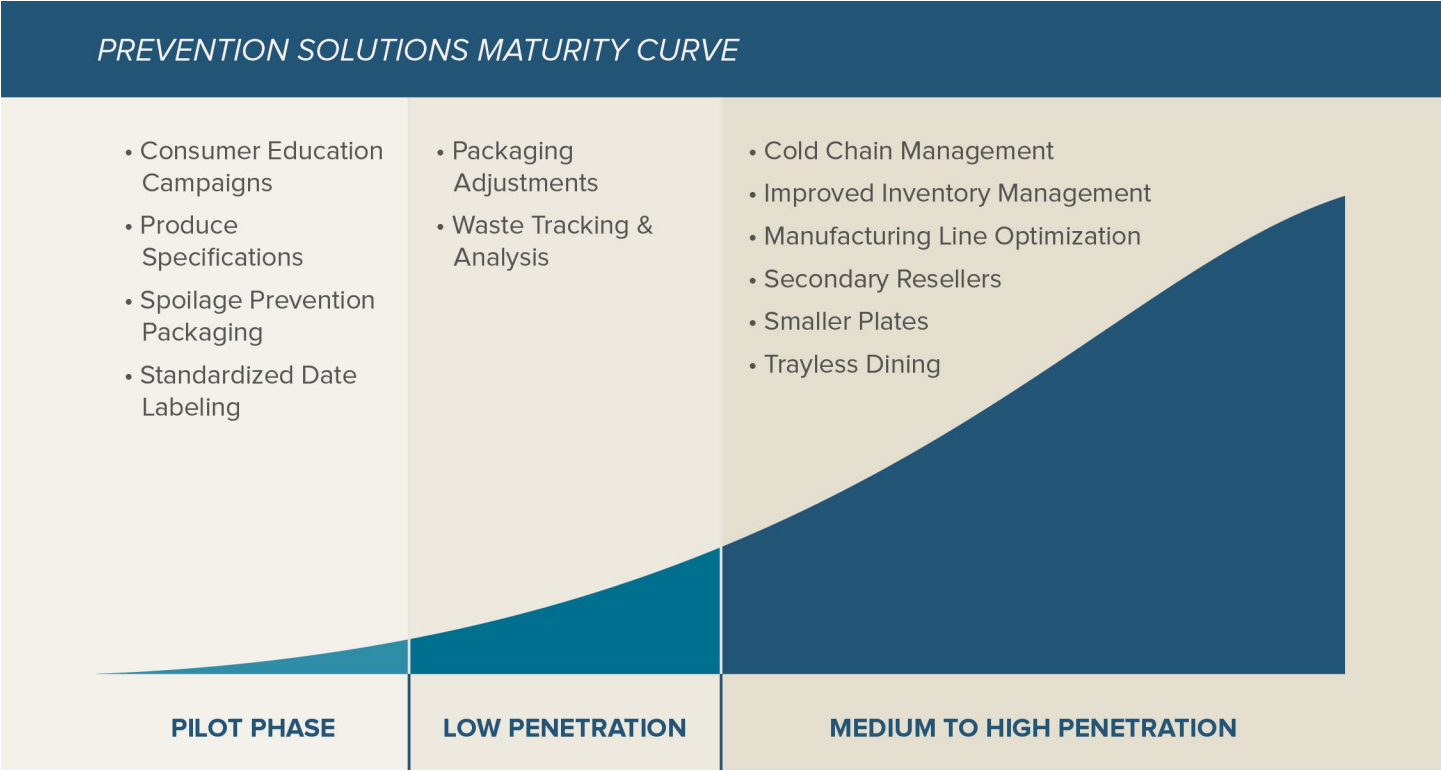 PREVENTION SOLUTIONS MATURITY CURVE
• Consumer Education
Campaigns
• Produce
Specifications
• Spoilage Prevention
Packaging
• Standardized Date
Labeling
• Packaging
Adjustments
• Waste Tracking &
Analysis
• Cold Chain Management
• Improved Inventory Management
• Manufacturing Line Optimization
• Secondary Resellers
• Smaller Plates
• Trayless Dining
PILOT PHASE
LOW PENETRATION
MEDIUM TO HIGH PENETRATION